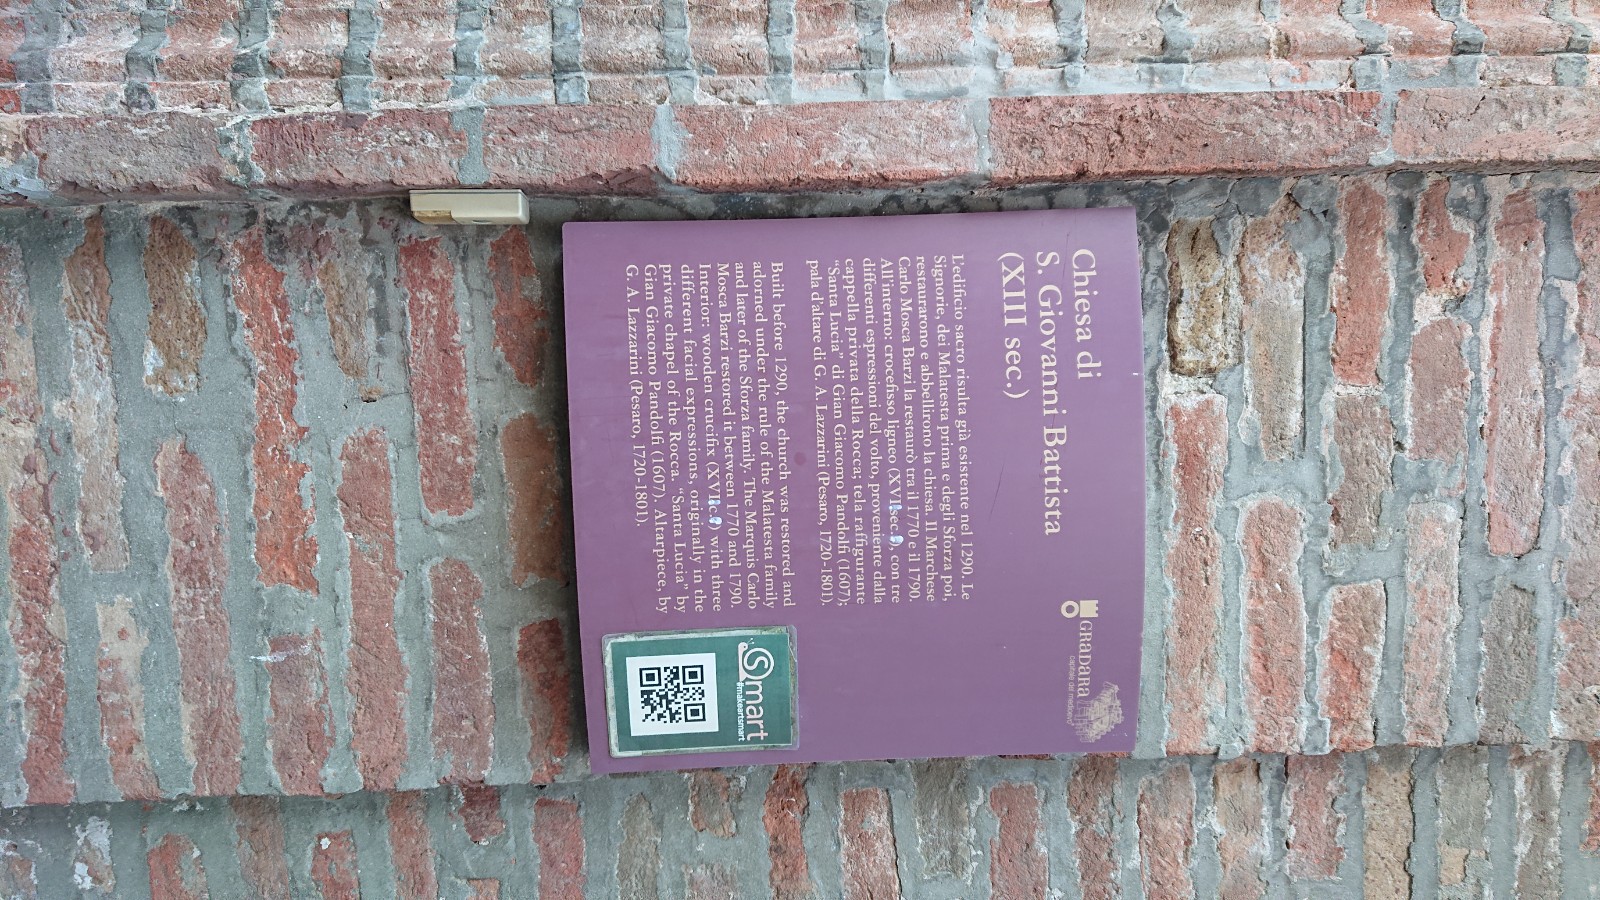 Chiesa di
S. Giovanni Battista
(XIII sec.)
GRADARA
capitale del medioevo
L'edificio sacro risulta già esistente nel 1290. Le
Signorie, dei Malatesta prima e degli Sforza poi,
restaurarono e abbellirono la chiesa. Il Marchese
Carlo Mosca Barzi la restaurò tra il 1770 e il 1790.
All'interno: crocefisso ligneo (XVI sec.), con tre
differenti espressioni del volto, proveniente dalla
cappella privata della Rocca; tela raffigurante
"Santa Lucia" di Gian Giacomo Pandolfi (1607);
pala d'altare di G. A. Lazzarini (Pesaro, 1720-1801).
Built before 1290, the church was restored and
adorned under the rule of the Malatesta family
and later of the Sforza family. The Marquis Carlo
Mosca Barzi restored it between 1770 and 1790.
Interior: wooden crucifix (XVI c.) with three
different facial expressions, originally in the
private chapel of the Rocca. "Santa Lucia" by
Gian Giacomo Pandolfi (1607). Altarpiece, by
G. A. Lazzarini (Pesaro, 1720-1801).
Smart
#makeartsmart